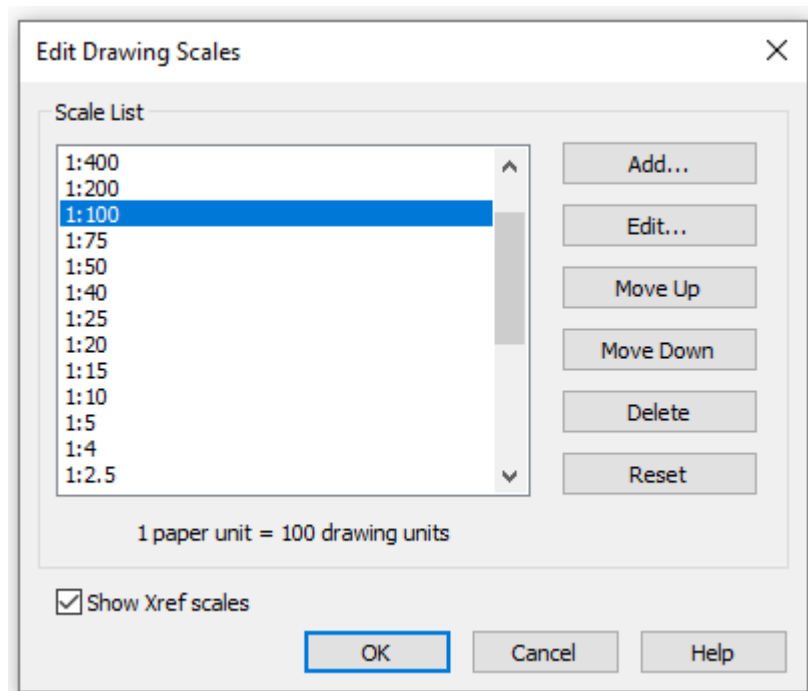 Edit Drawing Scales
Scale List
1:400
1:200
1:100
1:75
1:50
1:40
1:25
1:20
1:15
1:10
1:5
1:4
1:2.5
Add...
Edit...
Move Up
Move Down
Delete
Reset
1 paper unit = 100 drawing units
Show Xref scales
OK
Cancel
Help